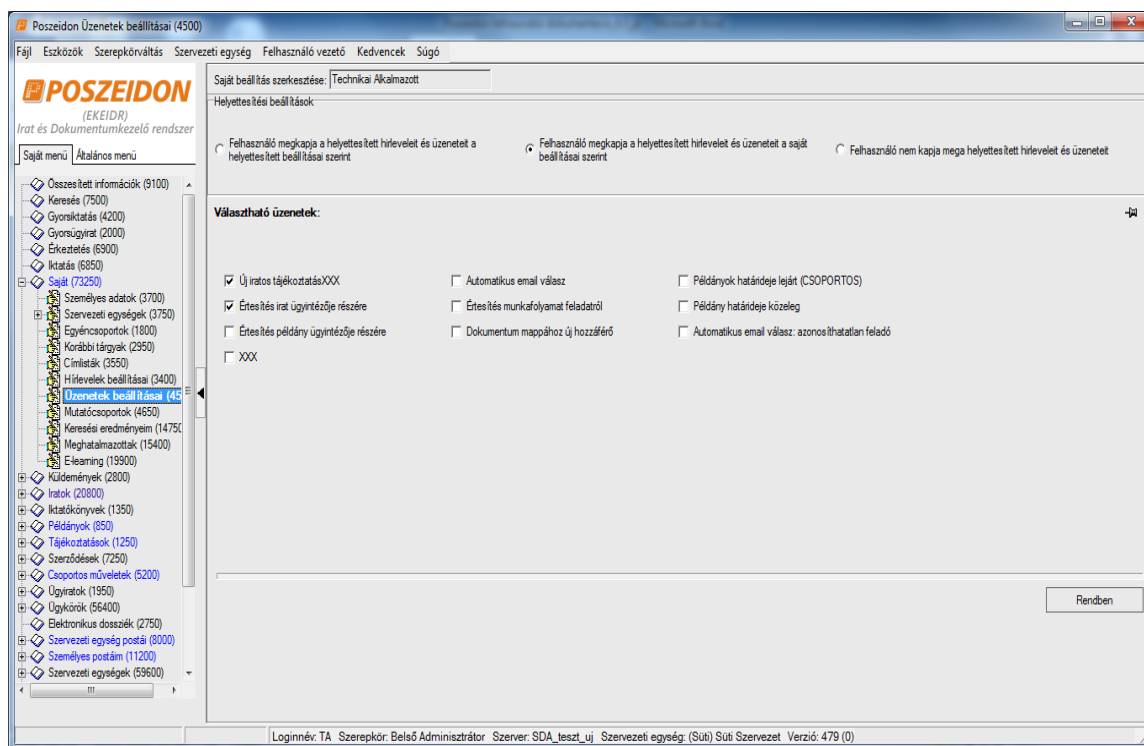 Poszeidon Üzenetek beállításai (4500)
Fájl Eszközök Szerepkörváltás Szervezeti egység Felhasználó vezető Kedvencek Súgó
POSZEIDON
(EKEIDR)
Irat és Dokumentumkezelő rendszer
Saját menü Általános menü
Összesített információk (9100)
Keresés (7500)
Gyorsiktatás (4200)
Gyorsügyirat (2000)
Érkeztetés (6900)
Iktatás (6850)
Saját (73250)
Személyes adatok (3700)
Szervezeti egységek (3750)
Egyéncsoportok (1800)
Korábbi tárgyak (2950)
Címlisták (3550)
Hírlevelek beállításai (3400)
Üzenetek beállításai (45
Mutatócsoportok (4650)
Keresési eredményeim (14750
Meghatalmazottak (15400)
E-learning (19900)
Küldemények (2800)
Iratok (20800)
Iktatókönyvek (1350)
Példányok (850)
Tájékoztatások (1250)
Szerződések (7250)
Csoportos műveletek (5200)
Ügyiratok (1950)
Ügykörök (56400)
Elektronikus dossziék (2750)
Szervezeti egység postái (8000)
Személyes postáim (11200)
Szervezeti egységek (59600)
Saját beállítás szerkesztése: Technikai Alkalmazott
Helyettesítési beállítások
Felhasználó megkapja a helyettesített hirleveleit és üzeneteit a
helyettesített beállításai szerint
Felhasználó megkapja a helyettesített hirleveleit és üzeneteit a saját
beállításai szerint
Felhasználó nem kapja mega helyettesített hirleveleit és üzeneteit
Választható üzenetek:
Új iratos tájékoztatásXXX Automatikus email válasz Példányok határideje lejárt (CSOPORTOS)
Értesítés irat ügyintézője részére Értesítés munkafolyamat feladatról Példány határideje közeleg
Értesítés példány ügyintézője részére Dokumentum mappához új hozzáférő Automatikus email válasz: azonosíthatatlan feladó
XXX
Rendben
Loginnév: TA Szerepkör: Belső Adminisztrátor Szerver: SDA_teszt_uj Szervezeti egység: (Süti) Süti Szervezet Verzió: 479 (0)